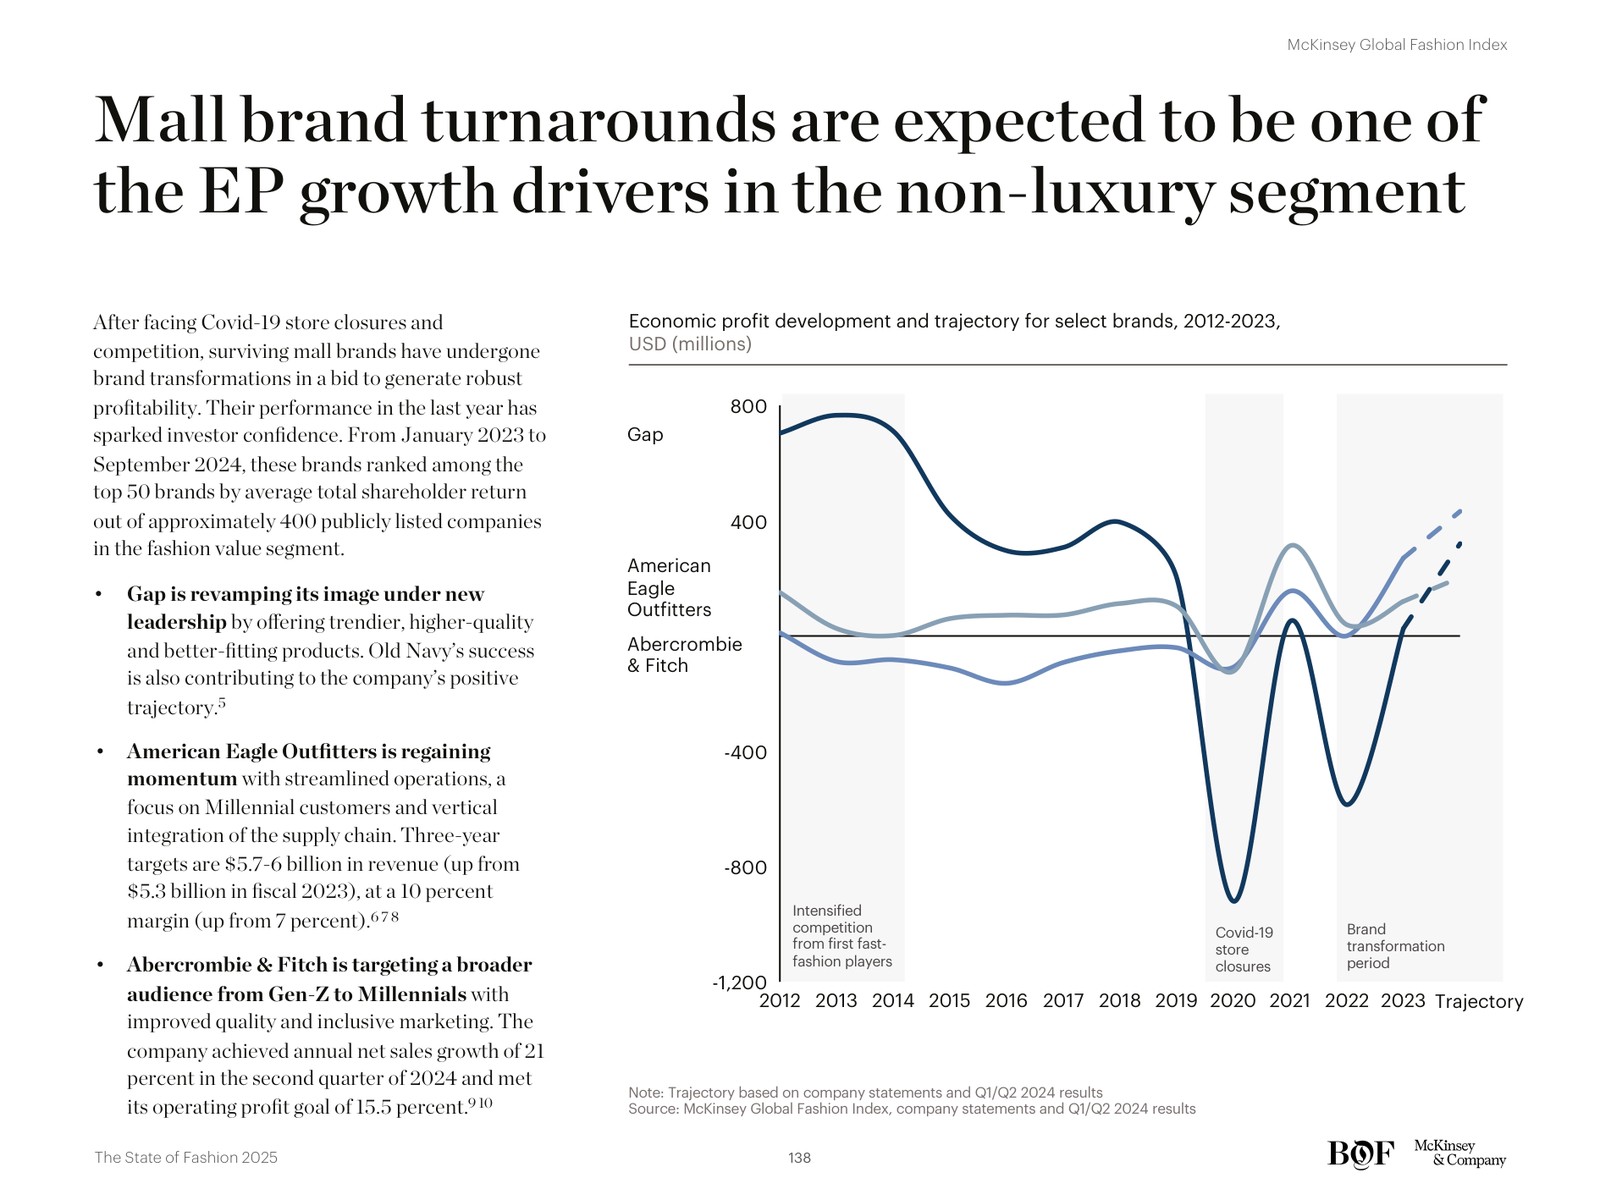 McKinsey Global Fashion Index
Mall brand turnarounds are expected to be one of
the EP growth drivers in the non-luxury segment
After facing Covid-19 store closures and
competition, surviving mall brands have undergone
brand transformations in a bid to generate robust
profitability. Their performance in the last year has
sparked investor confidence. From January 2023 to
September 2024, these brands ranked among the
top 50 brands by average total shareholder return
out of approximately 400 publicly listed companies
in the fashion value segment.
• Gap is revamping its image under new
leadership by offering trendier, higher-quality
and better-fitting products. Old Navy’s success
is also contributing to the company’s positive
trajectory.5
• American Eagle Outfitters is regaining
momentum with streamlined operations, a
focus on Millennial customers and vertical
integration of the supply chain. Three-year
targets are $5.7-6 billion in revenue (up from
$5.3 billion in fiscal 2023), at a 10 percent
margin (up from 7 percent).6 7 8
• Abercrombie & Fitch is targeting a broader
audience from Gen-Z to Millennials with
improved quality and inclusive marketing. The
company achieved annual net sales growth of 21
percent in the second quarter of 2024 and met
its operating profit goal of 15.5 percent.9 10
Economic profit development and trajectory for select brands, 2012-2023,
USD (millions)
800
Gap
400
American
Eagle
Outfitters
Abercrombie
& Fitch
-400
-800
-1,200
Intensified
competition
from first fast-
fashion players
Covid-19
store
closures
Brand
transformation
period
2012 2013 2014 2015 2016 2017 2018 2019 2020 2021 2022 2023 Trajectory
Note: Trajectory based on company statements and Q1/Q2 2024 results
Source: McKinsey Global Fashion Index, company statements and Q1/Q2 2024 results
The State of Fashion 2025
138
BOF
McKinsey
& Company